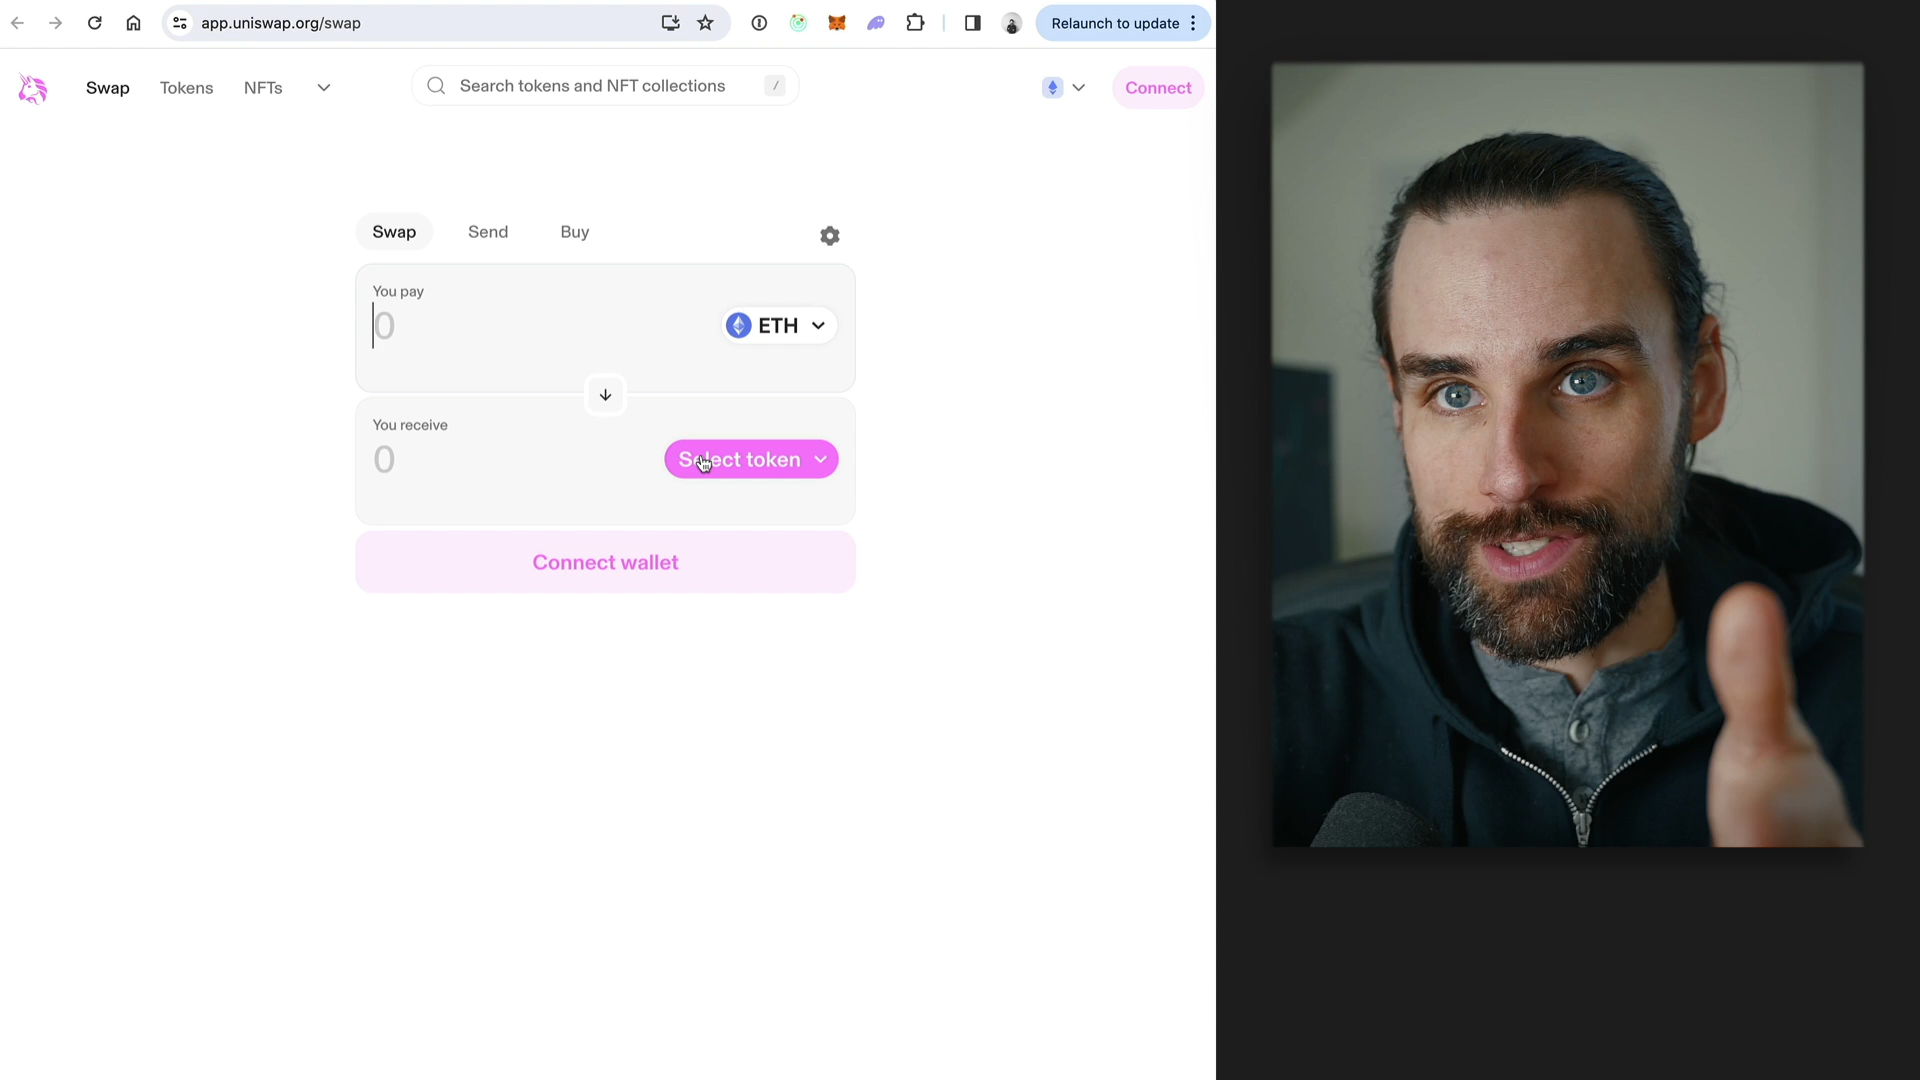 app.uniswap.org/swap
Relaunch to update
Swap
Tokens
NFTs
Search tokens and NFT collections
/
Connect
Swap
Send
Buy
You pay
0
ETH
You receive
0
Select token
Connect wallet